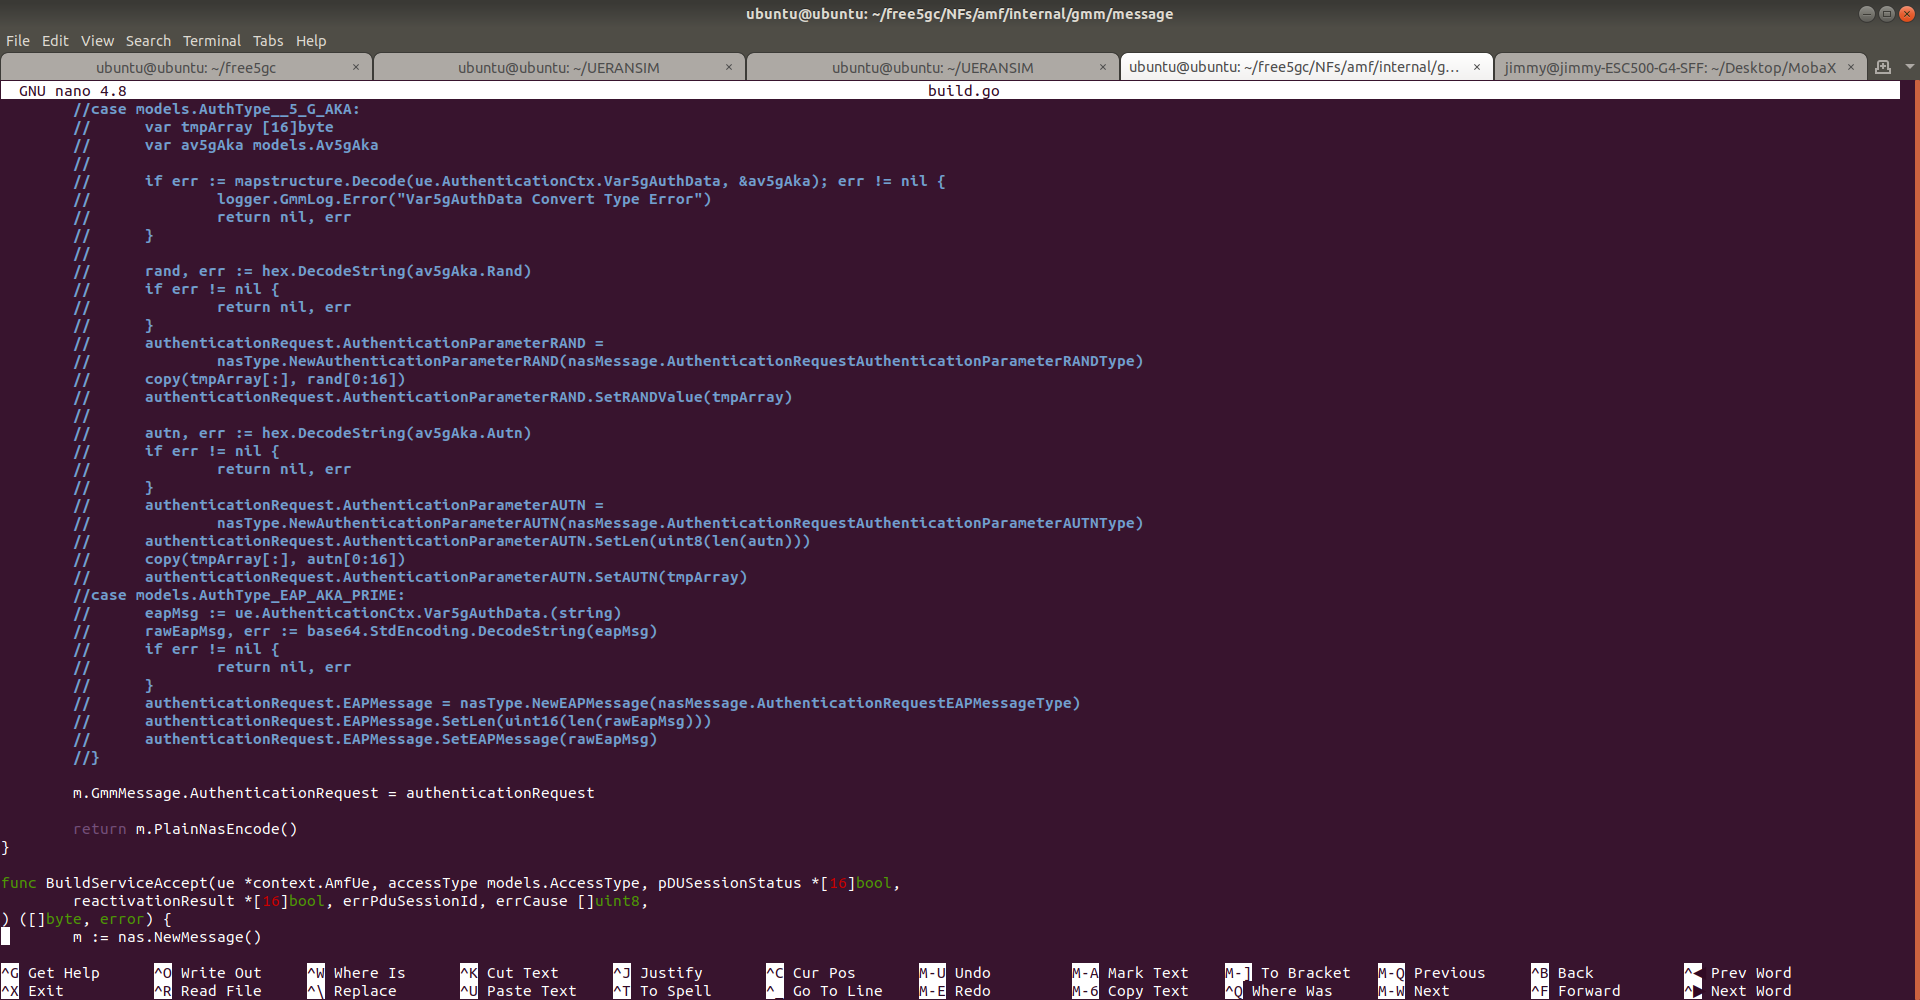 ubuntu@ubuntu: ~/free5gc/NFs/amf/internal/gmm/message
File Edit View Search Terminal Tabs Help
ubuntu@ubuntu: ~/free5gc × ubuntu@ubuntu: ~/UERANSIM × ubuntu@ubuntu: ~/UERANSIM × ubuntu@ubuntu: ~/free5gc/NFs/amf/internal/g... × jimmy@jimmy-ESC500-G4-SFF: ~/Desktop/MobaX ×
GNU nano 4.8 build.go
//case models.AuthType__5_G_AKA:
// var tmpArray [16]byte
// var av5gAka models.Av5gAka
//
// if err := mapstructure.Decode(ue.AuthenticationCtx.Var5gAuthData, &av5gAka); err != nil {
// logger.GmmLog.Error("Var5gAuthData Convert Type Error")
// return nil, err
// }
//
// rand, err := hex.DecodeString(av5gAka.Rand)
// if err != nil {
// return nil, err
// }
// authenticationRequest.AuthenticationParameterRAND =
// nasType.NewAuthenticationParameterRAND(nasMessage.AuthenticationRequestAuthenticationParameterRANDType)
// copy(tmpArray[:], rand[0:16])
// authenticationRequest.AuthenticationParameterRAND.SetRANDValue(tmpArray)
//
// autn, err := hex.DecodeString(av5gAka.Autn)
// if err != nil {
// return nil, err
// }
// authenticationRequest.AuthenticationParameterAUTN =
// nasType.NewAuthenticationParameterAUTN(nasMessage.AuthenticationRequestAuthenticationParameterAUTNType)
// authenticationRequest.AuthenticationParameterAUTN.SetLen(uint8(len(autn)))
// copy(tmpArray[:], autn[0:16])
// authenticationRequest.AuthenticationParameterAUTN.SetAUTN(tmpArray)
//case models.AuthType_EAP_AKA_PRIME:
// eapMsg := ue.AuthenticationCtx.Var5gAuthData.(string)
// rawEapMsg, err := base64.StdEncoding.DecodeString(eapMsg)
// if err != nil {
// return nil, err
// }
// authenticationRequest.EAPMessage = nasType.NewEAPMessage(nasMessage.AuthenticationRequestEAPMessageType)
// authenticationRequest.EAPMessage.SetLen(uint16(len(rawEapMsg)))
// authenticationRequest.EAPMessage.SetEAPMessage(rawEapMsg)
//}
m.GmmMessage.AuthenticationRequest = authenticationRequest
return m.PlainNasEncode()
}
func BuildServiceAccept(ue *context.AmfUe, accessType models.AccessType, pDUSessionStatus *[16]bool,
reactivationResult *[16]bool, errPduSessionId, errCause []uint8,
) ([]byte, error) {
m := nas.NewMessage()
^G Get Help ^O Write Out ^W Where Is ^K Cut Text ^J Justify ^C Cur Pos M-U Undo M-A Mark Text M-] To Bracket M-Q Previous ^B Back ^◀ Prev Word
^X Exit ^R Read File ^\ Replace ^U Paste Text ^T To Spell ^_ Go To Line M-E Redo M-6 Copy Text ^Q Where Was M-W Next ^F Forward ^▶ Next Word